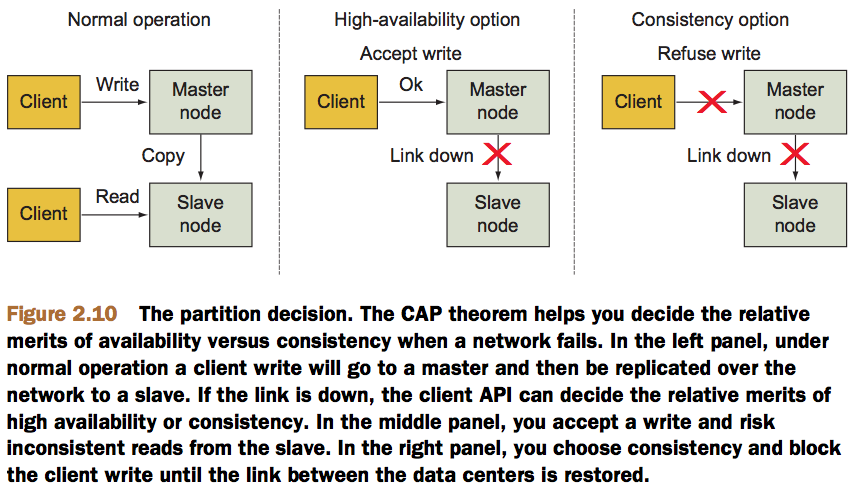 Normal operation
High-availability option
Consistency option
Accept write
Refuse write
Client
Write
Master
node
Client
Ok
Master
node
Client
Master
node
Copy
Link down
Link down
Client
Read
Slave
node
Slave
node
Slave
node
Figure 2.10 The partition decision. The CAP theorem helps you decide the relative
merits of availability versus consistency when a network fails. In the left panel, under
normal operation a client write will go to a master and then be replicated over the
network to a slave. If the link is down, the client API can decide the relative merits of
high availability or consistency. In the middle panel, you accept a write and risk
inconsistent reads from the slave. In the right panel, you choose consistency and block
the client write until the link between the data centers is restored.